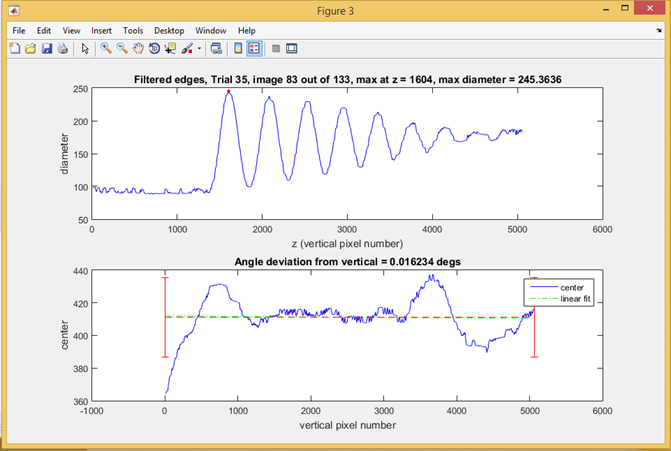 Figure 3
File Edit View Insert Tools Desktop Window Help
Filtered edges, Trial 35, image 83 out of 133, max at z = 1604, max diameter = 245.3636
250
200
150
100
50
diameter
0 1000 2000 3000 4000 5000 6000
z (vertical pixel number)
Angle deviation from vertical = 0.016234 degs
440
420
400
380
360
center
center
linear fit
-1000 0 1000 2000 3000 4000 5000 6000
vertical pixel number